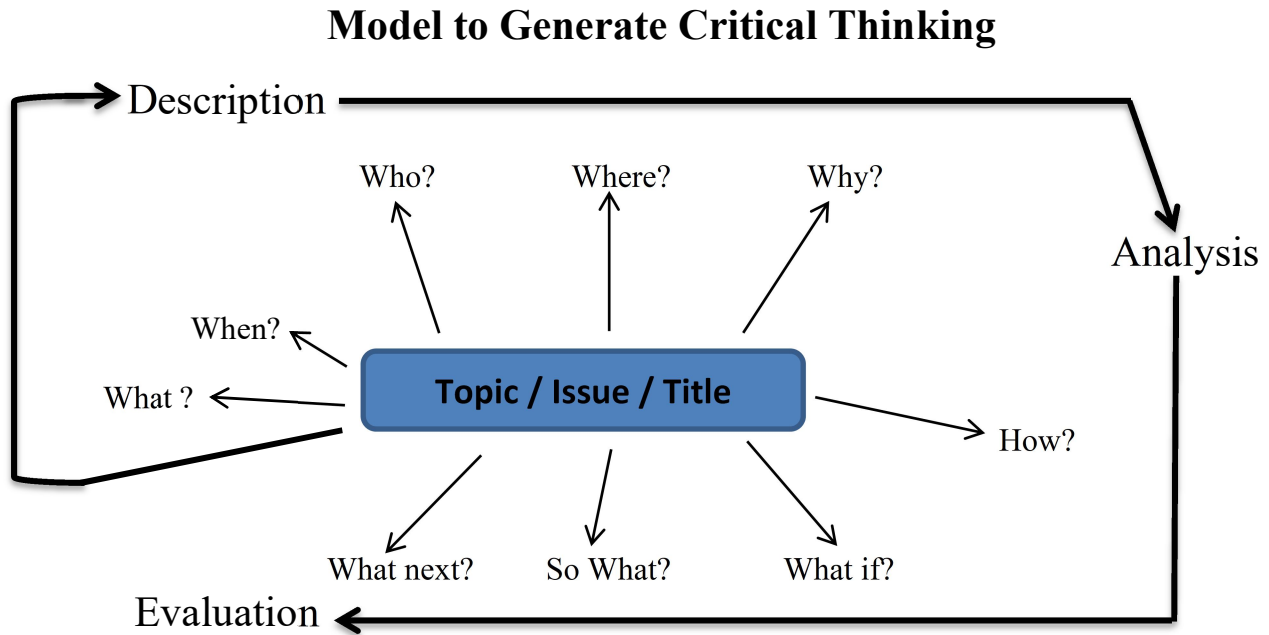 Model to Generate Critical Thinking
Description
Who?
Where?
Why?
Analysis
When?
What ?
Topic / Issue / Title
How?
What next?
So What?
What if?
Evaluation